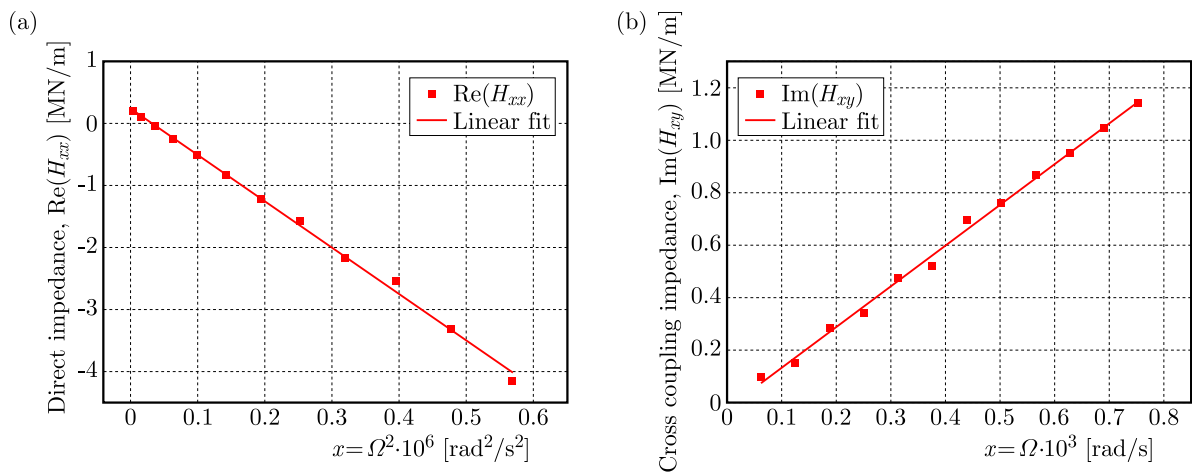 (a)
Direct impedance, Re(Hxx) [MN/m]
1
0
-1
-2
-3
-4
Re(Hxx)
Linear fit
0 0.1 0.2 0.3 0.4 0.5 0.6
x=Ω²·10⁶ [rad²/s²]
(b)
Cross coupling impedance, Im(Hxy) [MN/m]
1.2
1.0
0.8
0.6
0.4
0.2
0
Im(Hxy)
Linear fit
0 0.1 0.2 0.3 0.4 0.5 0.6 0.7 0.8
x=Ω·10³ [rad/s]